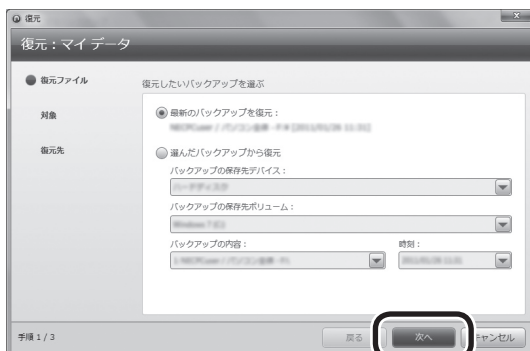 復元
復元：マイ データ
復元ファイル
対象
復元先
復元したいバックアップを選ぶ
最新のバックアップを復元：
選んだバックアップから復元
バックアップの保存先デバイス：
バックアップの保存先ボリューム：
バックアップの内容：
時刻：
手順 1 / 3
戻る
次へ
キャンセル